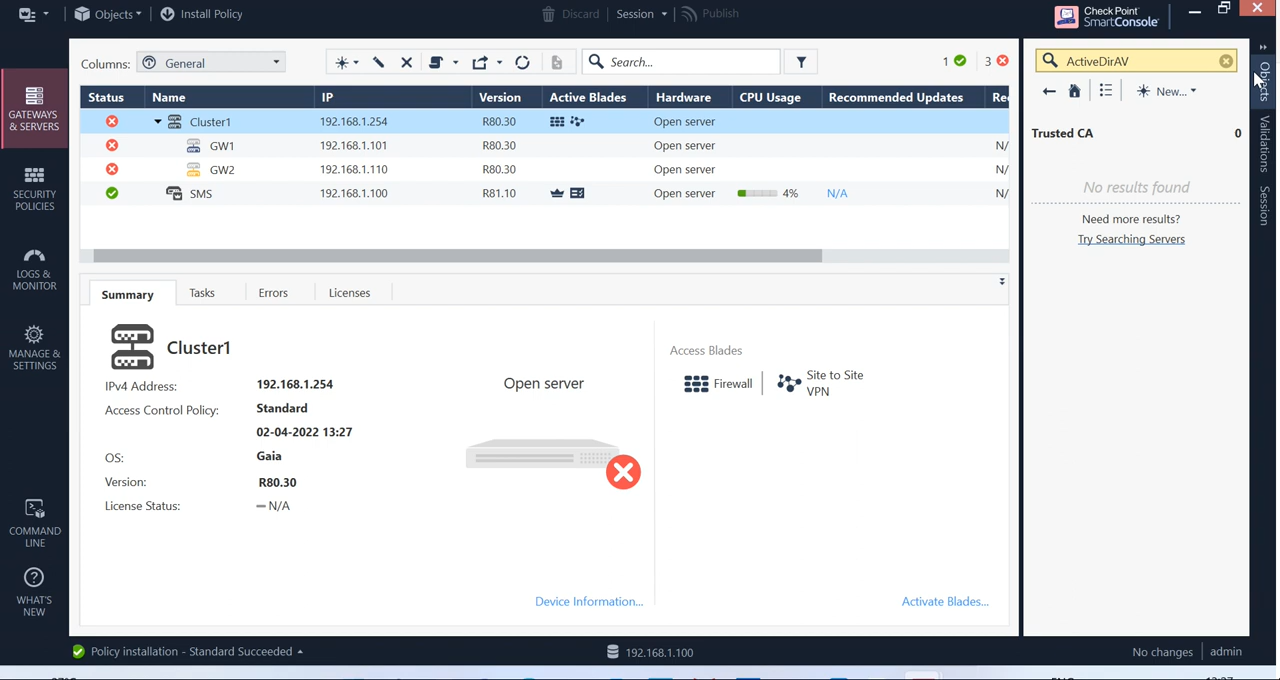 Objects
Install Policy
Discard
Session
Publish
Check Point
SmartConsole
Columns:
General
Search...
1
3
ActiveDirAV
New...
Trusted CA
0
No results found
Need more results?
Try Searching Servers
Objects
Validations
Session
GATEWAYS
& SERVERS
SECURITY
POLICIES
LOGS &
MONITOR
MANAGE &
SETTINGS
COMMAND
LINE
WHAT'S
NEW
Status Name IP Version Active Blades Hardware CPU Usage Recommended Updates Re
Cluster1 192.168.1.254 R80.30 Open server
GW1 192.168.1.101 R80.30 Open server N/
GW2 192.168.1.110 R80.30 Open server N/
SMS 192.168.1.100 R81.10 Open server 4% N/A N/
Summary Tasks Errors Licenses
Cluster1
IPv4 Address: 192.168.1.254
Access Control Policy: Standard
02-04-2022 13:27
OS: Gaia
Version: R80.30
License Status: N/A
Open server
Device Information...
Access Blades
Firewall
Site to Site
VPN
Activate Blades...
Policy installation - Standard Succeeded
192.168.1.100
No changes
admin